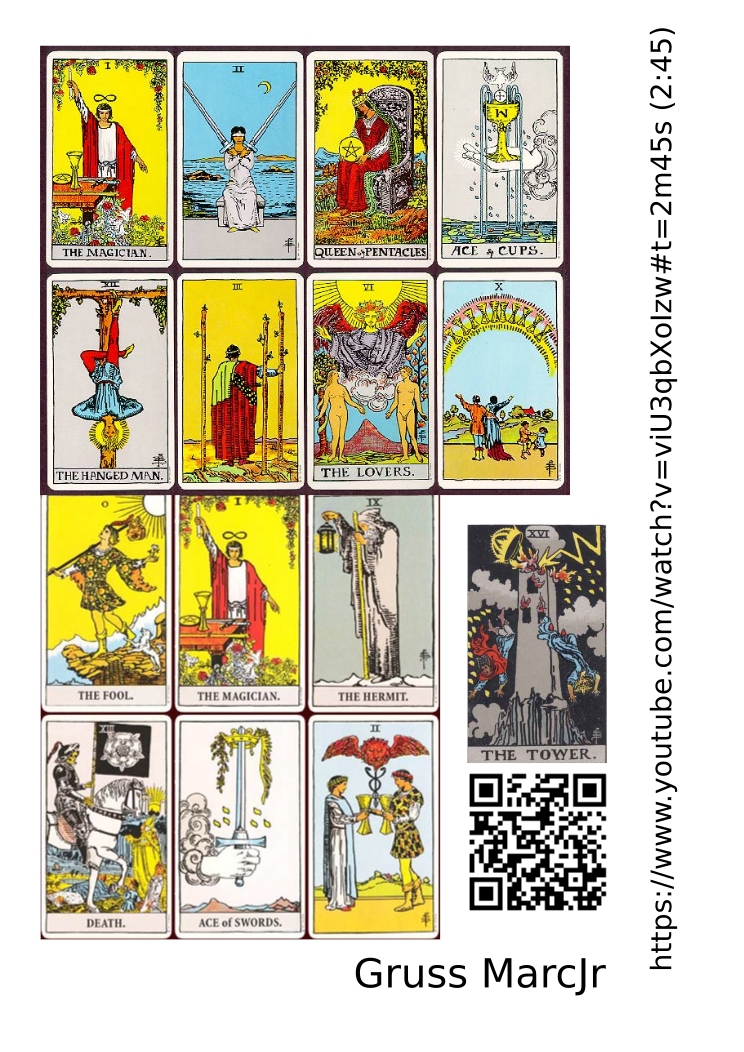 I
II
THE MAGICIAN.
QUEEN of PENTACLES
ACE of CUPS.
XII
III
VI
X
THE HANGED MAN.
THE LOVERS.
0
I
IX
THE FOOL.
THE MAGICIAN.
THE HERMIT.
XIII
II
DEATH.
ACE of SWORDS.
XVI
THE TOWER.
Gruss MarcJr
https://www.youtube.com/watch?v=viU3qbXoIzw#t=2m45s (2:45)